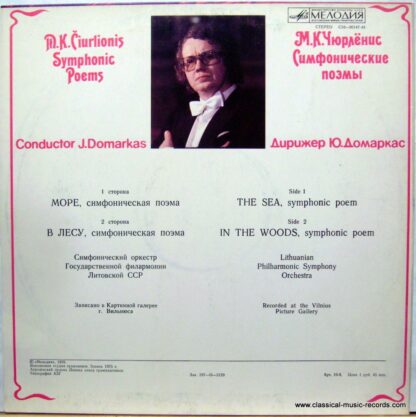 М. К. Čiurlionis
Symphonic
Poems
МЕЛОДИЯ
СТЕРЕО
М.К.Чюрлёнис
Симфонические
поэмы
Conductor J.Domarkas
Дирижер Ю.Домаркас
1 сторона
МОРЕ, симфоническая поэма
2 сторона
В ЛЕСУ, симфоническая поэма
Симфонический оркестр
Государственной филармонии
Литовской ССР
Записано в Картинной галерее
г. Вильнюса
Side 1
THE SEA, symphonic poem
Side 2
IN THE WOODS, symphonic poem
Lithuanian
Philharmonic Symphony
Orchestra
Recorded at the Vilnius
Picture Gallery
www.classical-music-records.com